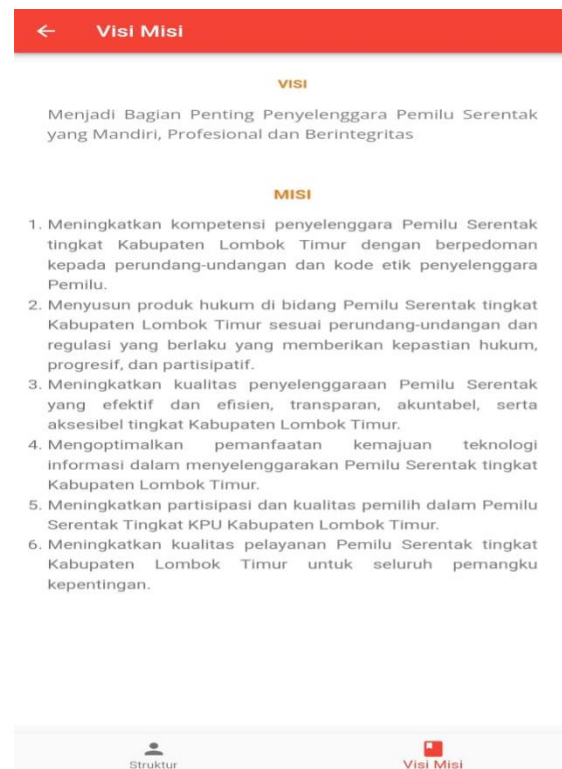 Visi Misi
VISI
Menjadi Bagian Penting Penyelenggara Pemilu Serentak
yang Mandiri, Profesional dan Berintegritas
MISI
1. Meningkatkan kompetensi penyelenggara Pemilu Serentak
tingkat Kabupaten Lombok Timur dengan berpedoman
kepada perundang-undangan dan kode etik penyelenggara
Pemilu.
2. Menyusun produk hukum di bidang Pemilu Serentak tingkat
Kabupaten Lombok Timur sesuai perundang-undangan dan
regulasi yang berlaku yang memberikan kepastian hukum,
progresif, dan partisipatif.
3. Meningkatkan kualitas penyelenggaraan Pemilu Serentak
yang efektif dan efisien, transparan, akuntabel, serta
aksesibel tingkat Kabupaten Lombok Timur.
4. Mengoptimalkan pemanfaatan kemajuan teknologi
informasi dalam menyelenggarakan Pemilu Serentak tingkat
Kabupaten Lombok Timur.
5. Meningkatkan partisipasi dan kualitas pemilih dalam Pemilu
Serentak Tingkat KPU Kabupaten Lombok Timur.
6. Meningkatkan kualitas pelayanan Pemilu Serentak tingkat
Kabupaten Lombok Timur untuk seluruh pemangku
kepentingan.
Struktur
Visi Misi